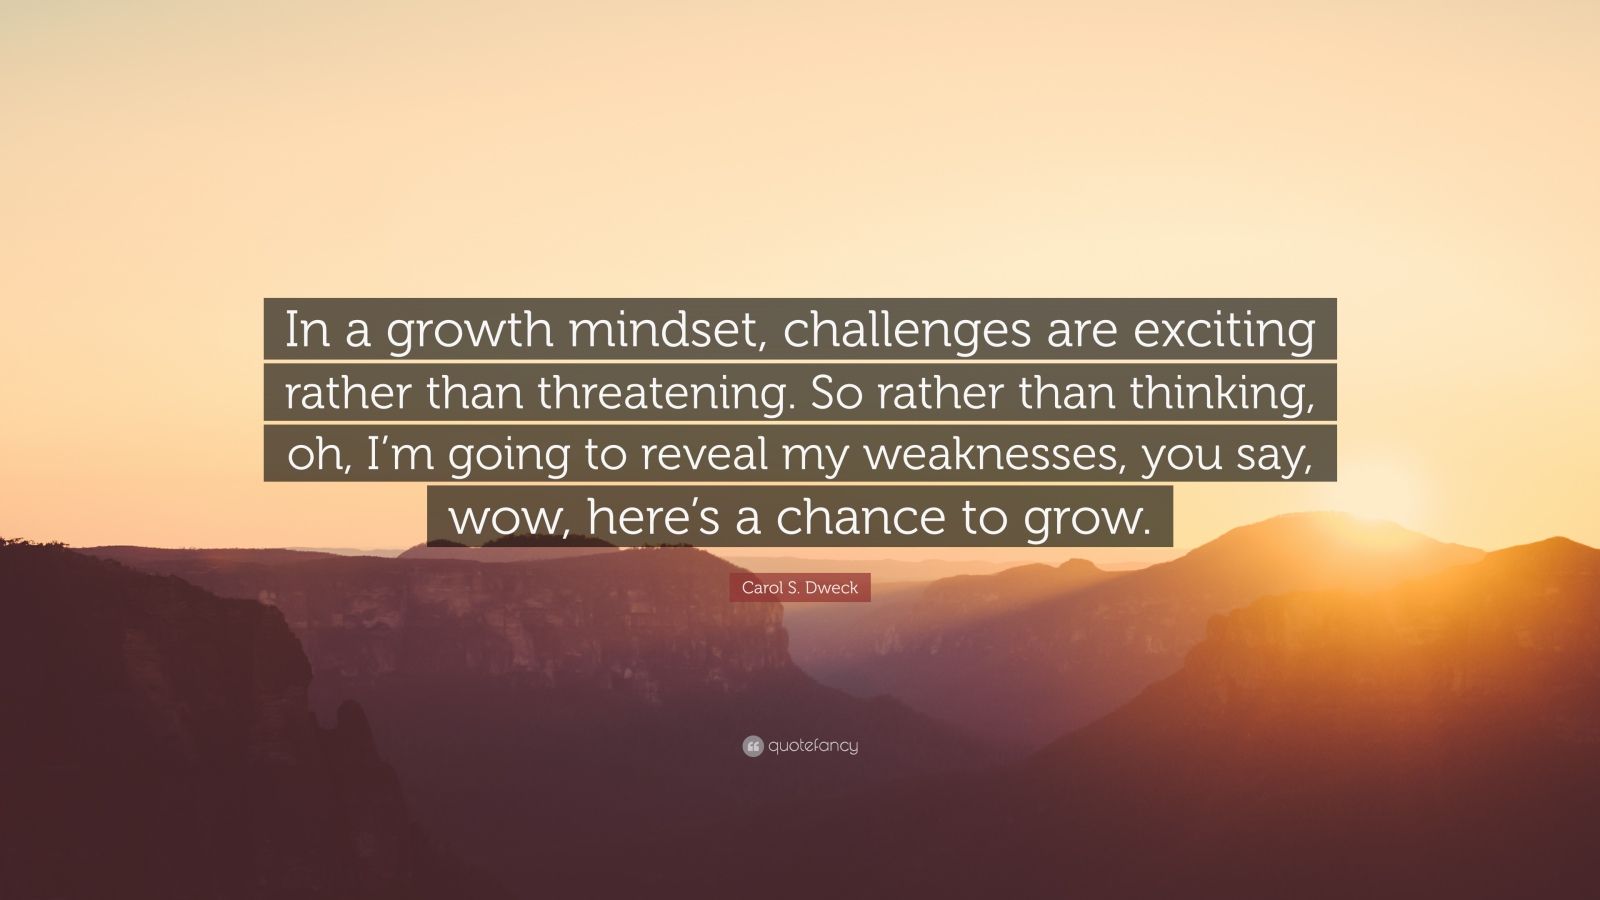 In a growth mindset, challenges are exciting
rather than threatening. So rather than thinking,
oh, I’m going to reveal my weaknesses, you say,
wow, here’s a chance to grow.
Carol S. Dweck
quotefancy